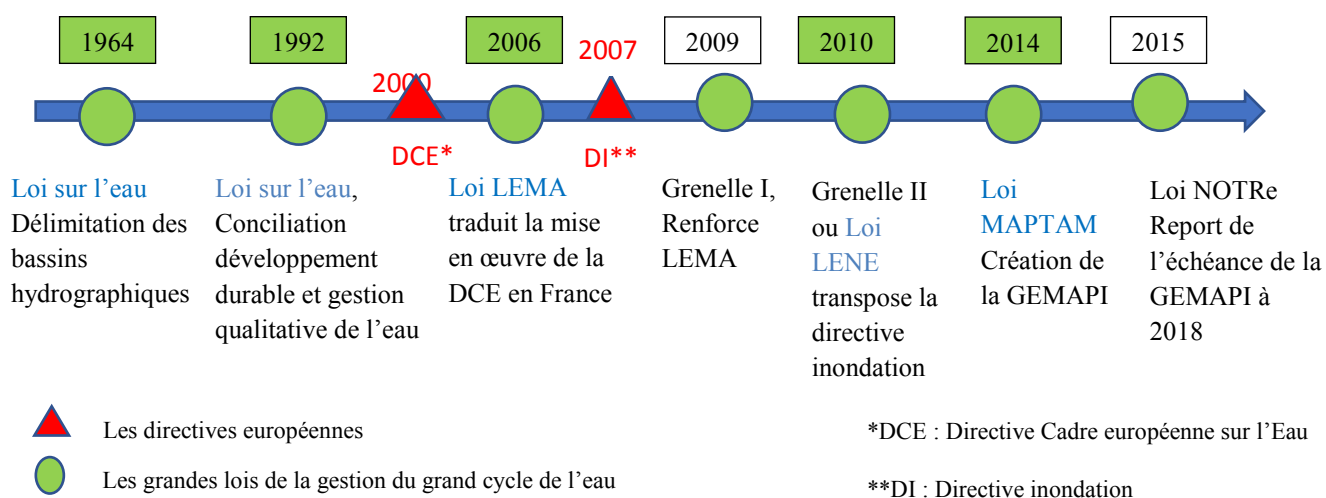 1964
1992
2000
2006
2007
2009
2010
2014
2015
DCE*
DI**
Loi sur l’eau
Délimitation des
bassins
hydrographiques
Loi sur l’eau,
Conciliation
développement
durable et gestion
qualitative de l’eau
Loi LEMA
traduit la mise
en œuvre de la
DCE en France
Grenelle I,
Renforce
LEMA
Grenelle II
ou Loi
LENE
transpose la
directive
inondation
Loi
MAPTAM
Création de
la GEMAPI
Loi NOTRe
Report de
l’échéance de la
GEMAPI à
2018
Les directives européennes
Les grandes lois de la gestion du grand cycle de l’eau
*DCE : Directive Cadre européenne sur l’Eau
**DI : Directive inondation